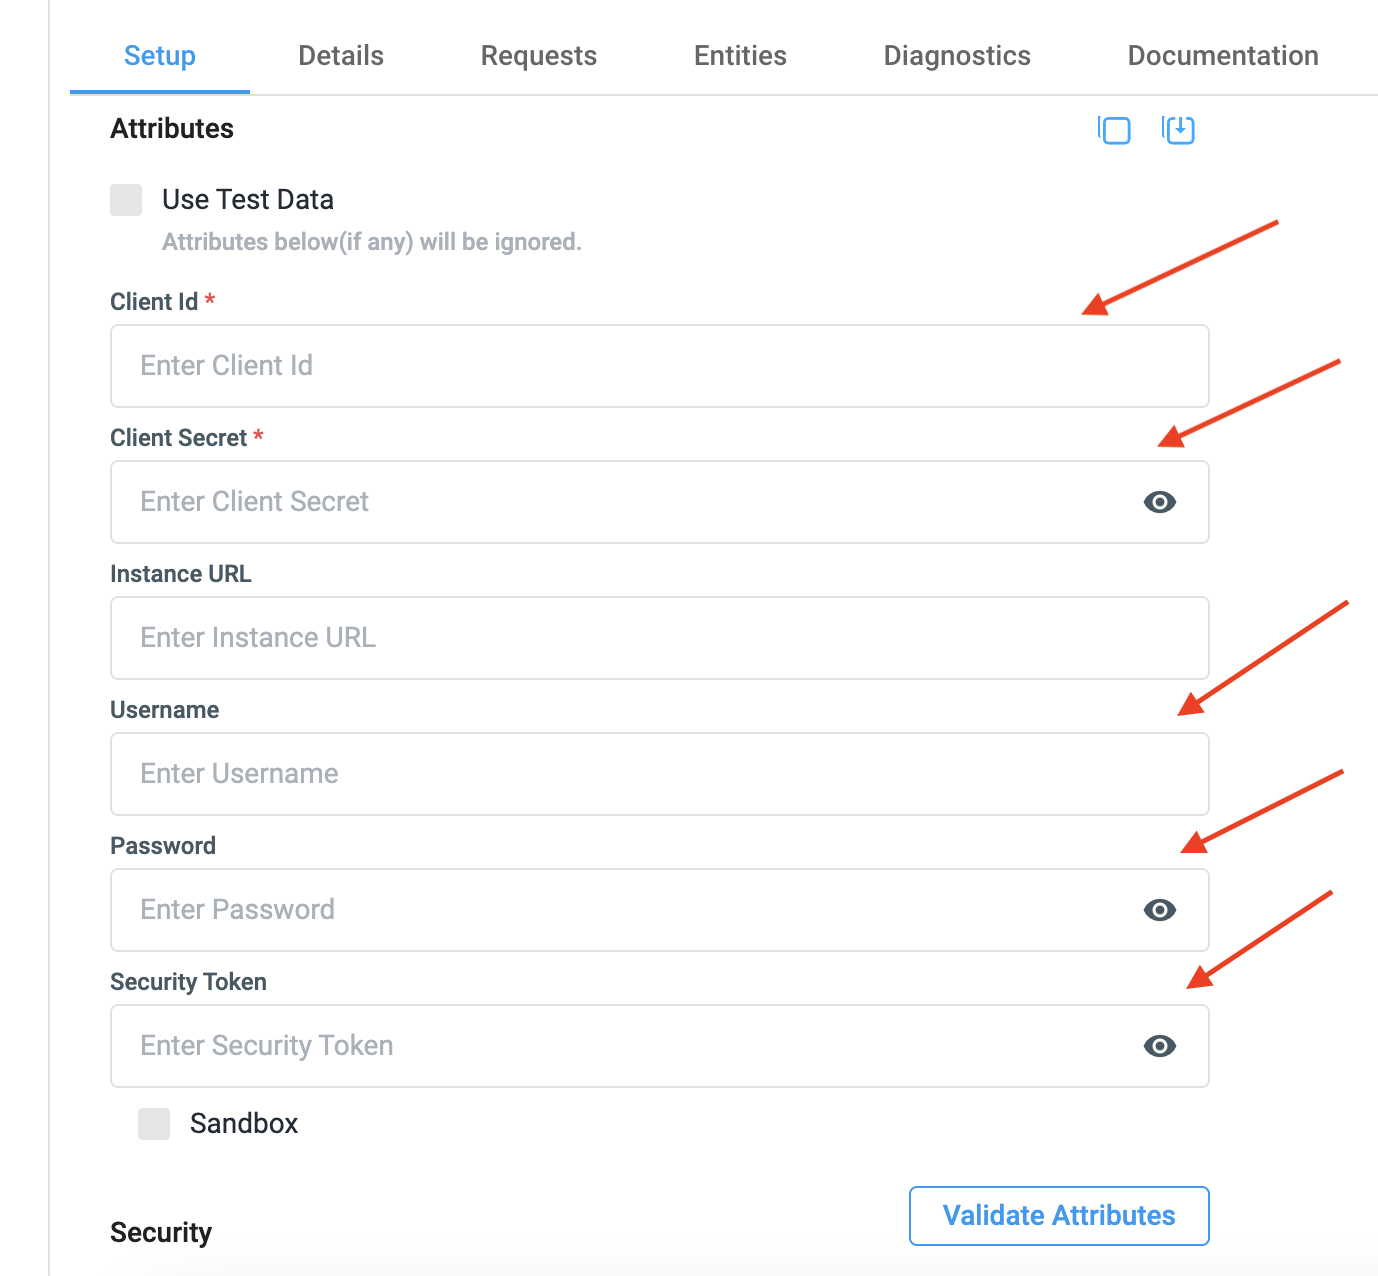 Setup Details Requests Entities Diagnostics Documentation
Attributes
Use Test Data
Attributes below(if any) will be ignored.
Client Id *
Enter Client Id
Client Secret *
Enter Client Secret
Instance URL
Enter Instance URL
Username
Enter Username
Password
Enter Password
Security Token
Enter Security Token
Sandbox
Validate Attributes
Security